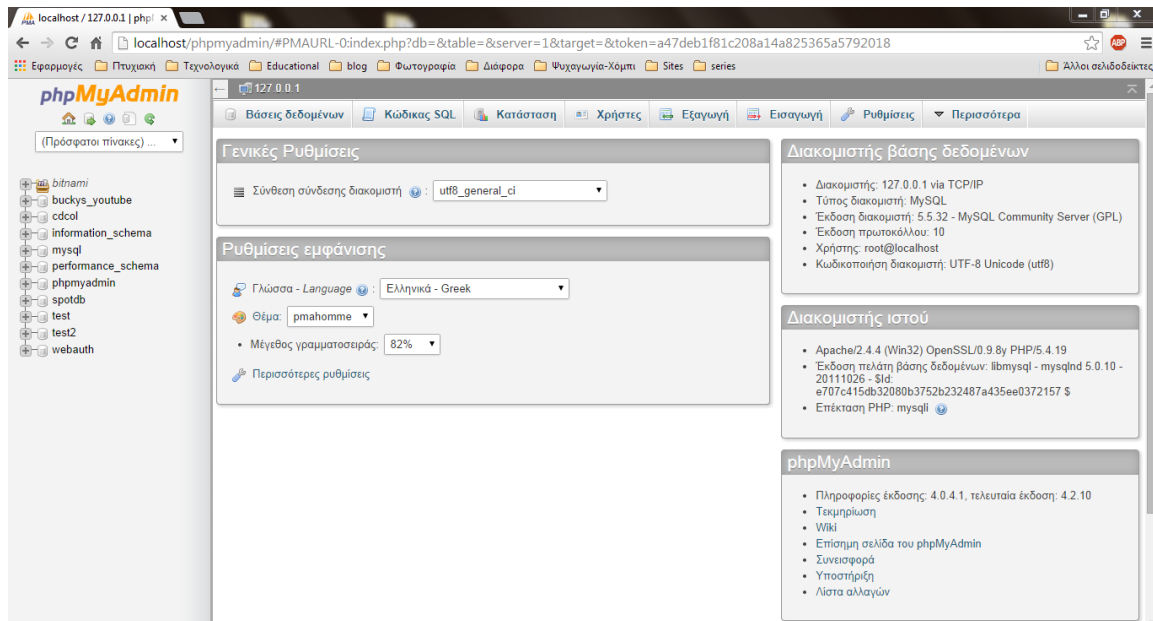 localhost / 127.0.0.1 | phpl
localhost/phpmyadmin/#PMAURL-0:index.php?db=&table=&server=1&target=&token=a47deb1f81c208a14a825365a5792018
Εφαρμογές Πτυχιακή Τεχνολογικά Educational blog Φωτογραφία Διάφορα Ψυχαγωγία-Χόμπι Sites series Άλλοι σελιδοδείκτες
phpMyAdmin
(Πρόσφατοι πίνακες) ...
bitnami
buckys_youtube
cdcol
information_schema
mysql
performance_schema
phpmyadmin
spotdb
test
test2
webauth
127.0.0.1
Βάσεις δεδομένων Κώδικας SQL Κατάσταση Χρήστες Εξαγωγή Εισαγωγή Ρυθμίσεις Περισσότερα
Γενικές Ρυθμίσεις
Σύνθεση σύνδεσης διακομιστή : utf8_general_ci
Ρυθμίσεις εμφάνισης
Γλώσσα - Language : Ελληνικά - Greek
Θέμα: pmahomme
• Μέγεθος γραμματοσειράς: 82%
Περισσότερες ρυθμίσεις
Διακομιστής βάσης δεδομένων
• Διακομιστής: 127.0.0.1 via TCP/IP
• Τύπος διακομιστή: MySQL
• Έκδοση διακομιστή: 5.5.32 - MySQL Community Server (GPL)
• Έκδοση πρωτοκόλλου: 10
• Χρήστης: root@localhost
• Κωδικοποίηση διακομιστή: UTF-8 Unicode (utf8)
Διακομιστής ιστού
• Apache/2.4.4 (Win32) OpenSSL/0.9.8y PHP/5.4.19
• Έκδοση πελάτη βάσης δεδομένων: libmysql - mysqlnd 5.0.10 -
20111026 - $Id:
e707c415db32080b3752b232487a435ee0372157 $
• Επέκταση PHP: mysqli
phpMyAdmin
• Πληροφορίες έκδοσης: 4.0.4.1, τελευταία έκδοση: 4.2.10
• Τεκμηρίωση
• Wiki
• Επίσημη σελίδα του phpMyAdmin
• Συνεισφορά
• Υποστήριξη
• Λίστα αλλαγών